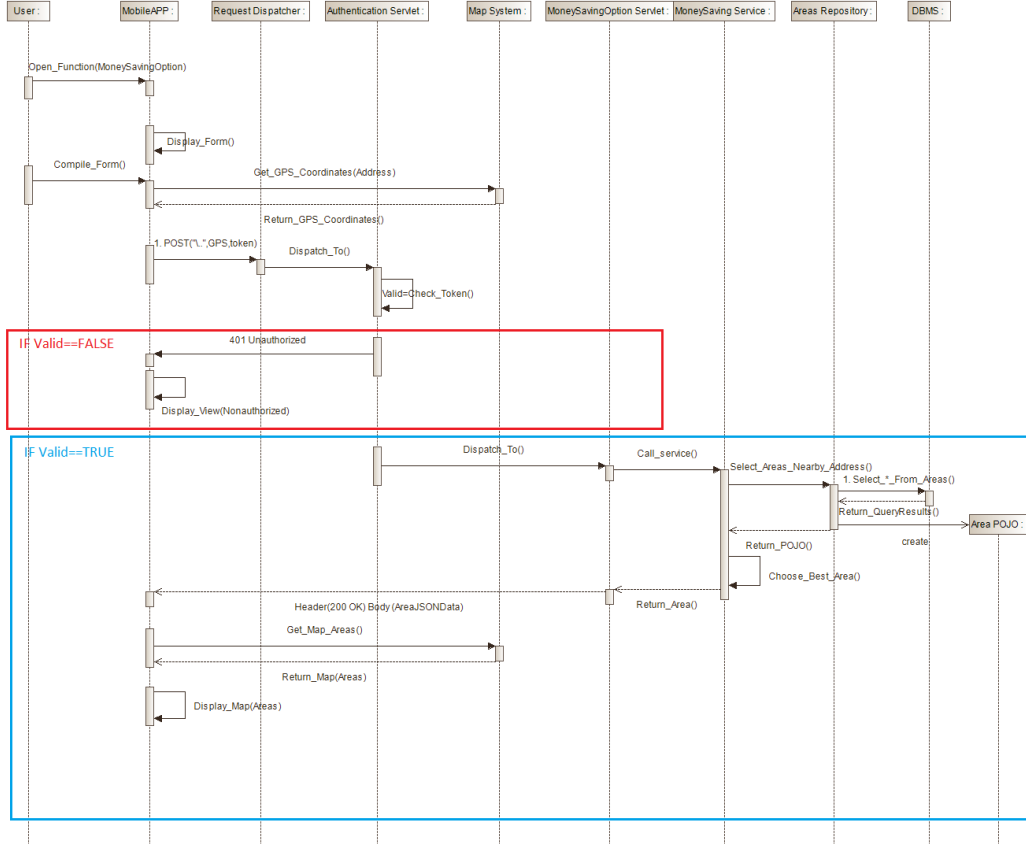 User :
MobileAPP :
Request Dispatcher :
Authentication Servlet :
Map System :
MoneySavingOption Servlet :
MoneySaving Service :
Areas Repository :
DBMS :
Open_Function(MoneySavingOption)
Display_Form()
Compile_Form()
Get_GPS_Coordinates(Address)
Return_GPS_Coordinates()
1. POST("\..",GPS,token)
Dispatch_To()
Valid=Check_Token()
IF Valid==FALSE
401 Unauthorized
Display_View(Nonauthorized)
IF Valid==TRUE
Dispatch_To()
Call_service()
Select_Areas_Nearby_Address()
1. Select_*_From_Areas()
Return_QueryResults()
Area POJO :
create
Return_POJO()
Choose_Best_Area()
Return_Area()
Header(200 OK) Body (AreaJSONData)
Get_Map_Areas()
Return_Map(Areas)
Display_Map(Areas)